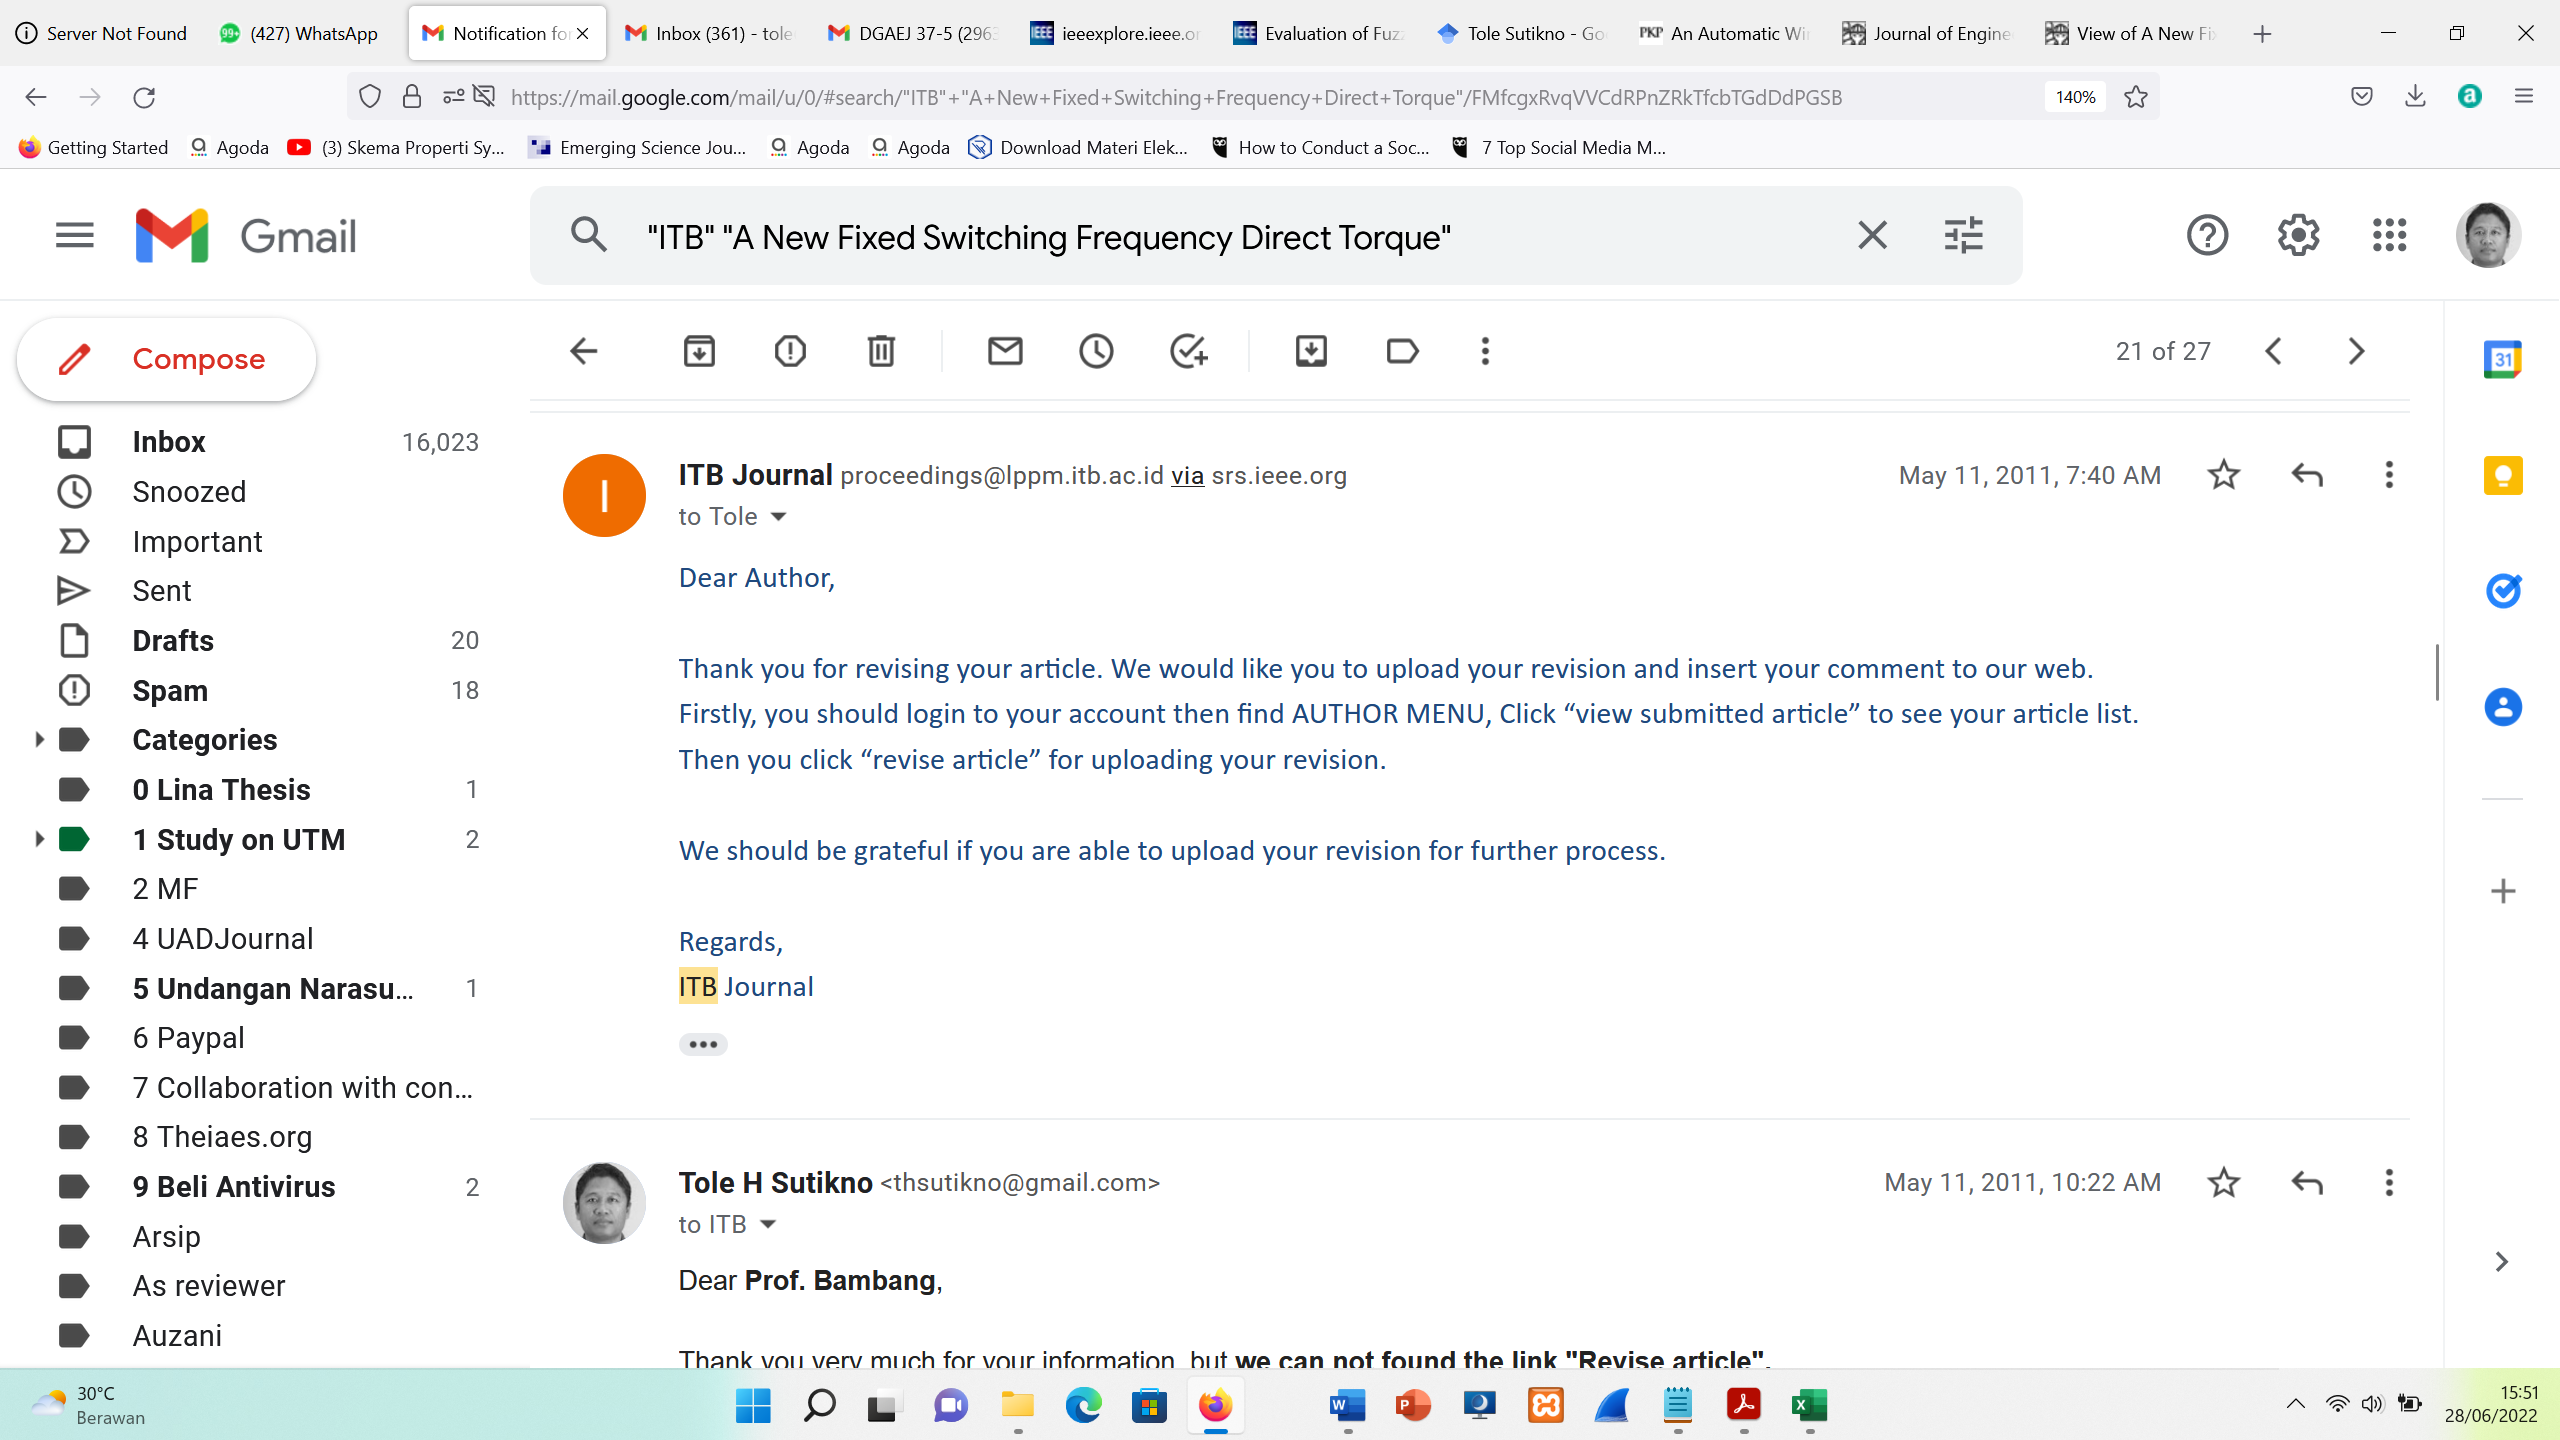 Server Not Found
(427) WhatsApp
Notification fo
Inbox (361) - tole
DGAEJ 37-5 (2963
ieeexplore.ieee.or
Evaluation of Fuz
Tole Sutikno - Go
PKP An Automatic Wi
Journal of Engine
View of A New Fi
https://mail.google.com/mail/u/0/#search/"ITB"+"A+New+Fixed+Switching+Frequency+Direct+Torque"/FMfcgxRvqVVCdRPnZRkTfcbTGdDdPGSB
140%
Getting Started
Agoda
(3) Skema Properti Sy...
Emerging Science Jou...
Agoda
Agoda
Download Materi Elek...
How to Conduct a Soc...
7 Top Social Media M...
Gmail
"ITB" "A New Fixed Switching Frequency Direct Torque"
Compose
21 of 27
Inbox 16,023
Snoozed
Important
Sent
Drafts 20
Spam 18
Categories
0 Lina Thesis 1
1 Study on UTM 2
2 MF
4 UADJournal
5 Undangan Narasu... 1
6 Paypal
7 Collaboration with con...
8 Theiaes.org
9 Beli Antivirus 2
Arsip
As reviewer
Auzani
ITB Journal proceedings@lppm.itb.ac.id via srs.ieee.org
May 11, 2011, 7:40 AM
to Tole
Dear Author,
Thank you for revising your article. We would like you to upload your revision and insert your comment to our web.
Firstly, you should login to your account then find AUTHOR MENU, Click “view submitted article” to see your article list.
Then you click “revise article” for uploading your revision.
We should be grateful if you are able to upload your revision for further process.
Regards,
ITB Journal
Tole H Sutikno <thsutikno@gmail.com>
May 11, 2011, 10:22 AM
to ITB
Dear Prof. Bambang,
Thank you very much for your information, but we can not found the link "Revise article".
31
30°C
Berawan
15:51
28/06/2022